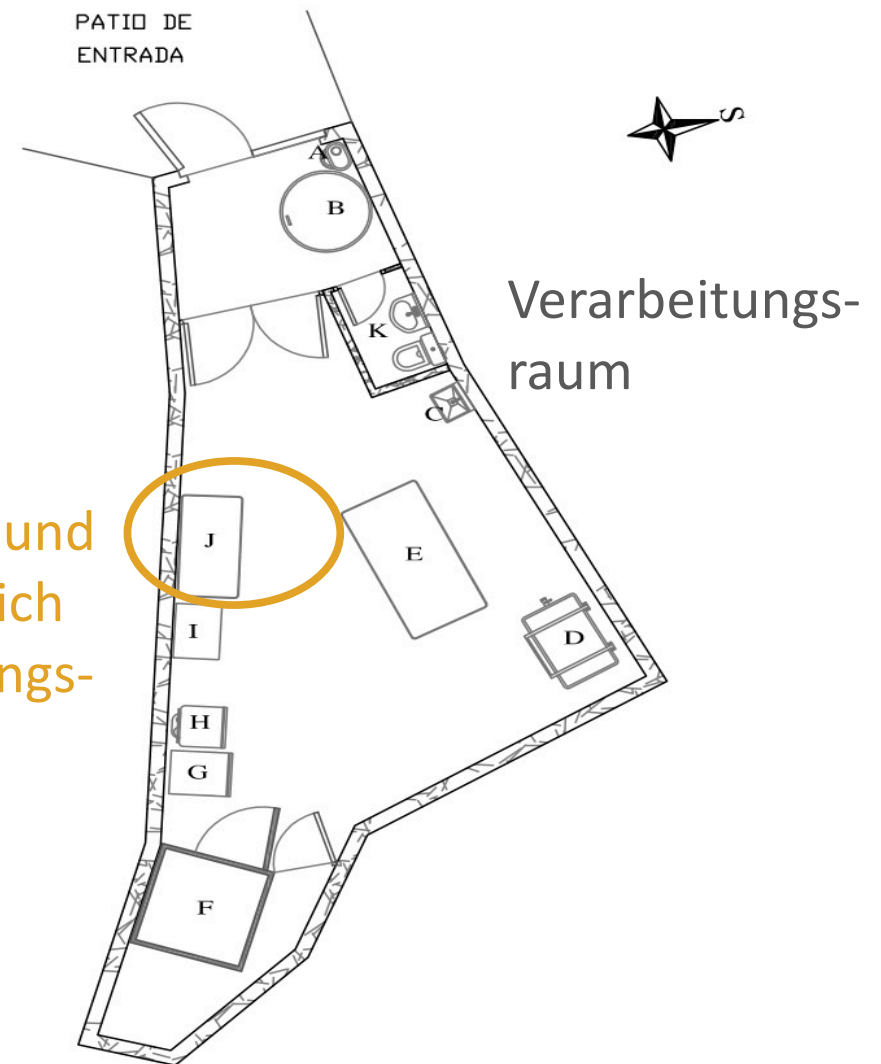 PATIO DE
ENTRADA
S
A
B
K
Verarbeitungs-
raum
C
J
E
und
ich
ngs-
I
D
H
G
F